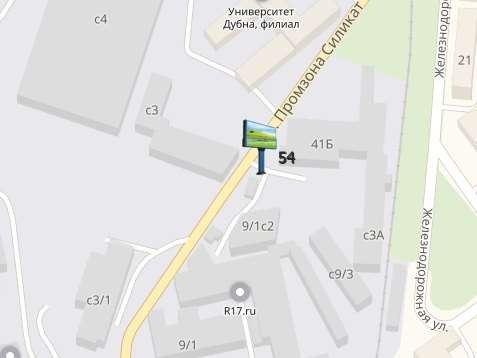 Университет
Дубна, филиал
с4
Промзона Силикат
Железнодор
21
с3
41Б
54
9/1с2
с3А
с9/3
Железнодорожная ул.
с3/1
R17.ru
9/1